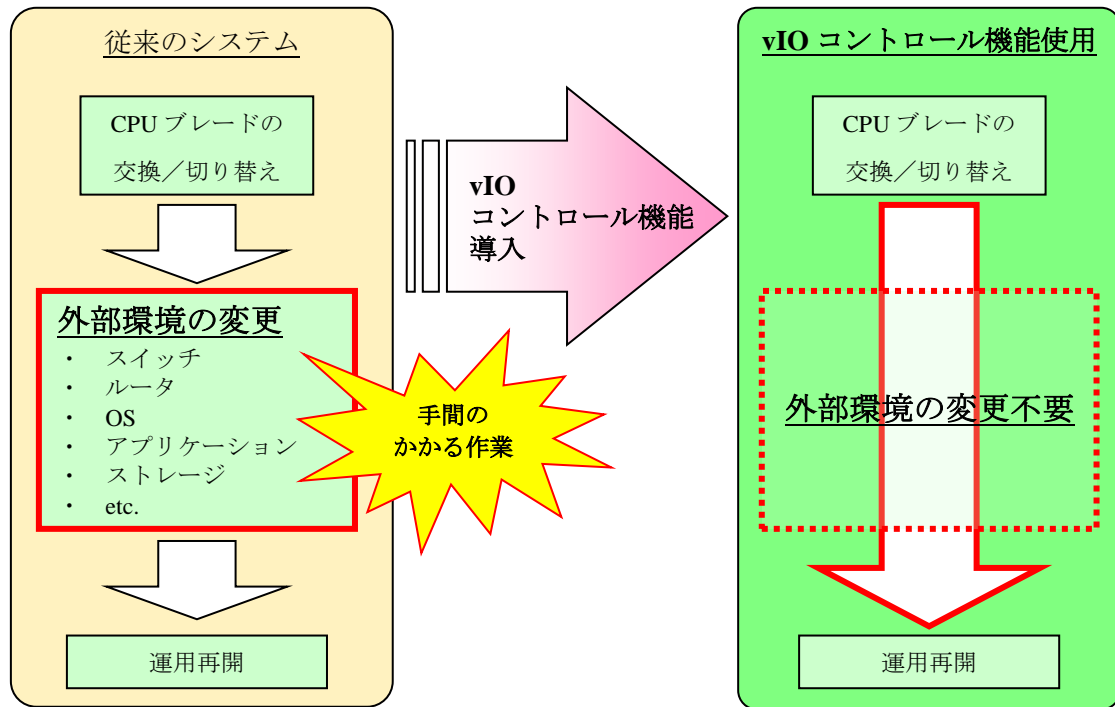 従来のシステム
CPU ブレードの
交換／切り替え
外部環境の変更
・ スイッチ
・ ルータ
・ OS
・ アプリケーション
・ ストレージ
・ etc.
運用再開
手間の
かかる作業
vIO
コントロール機能
導入
vIO コントロール機能使用
CPU ブレードの
交換／切り替え
外部環境の変更不要
運用再開